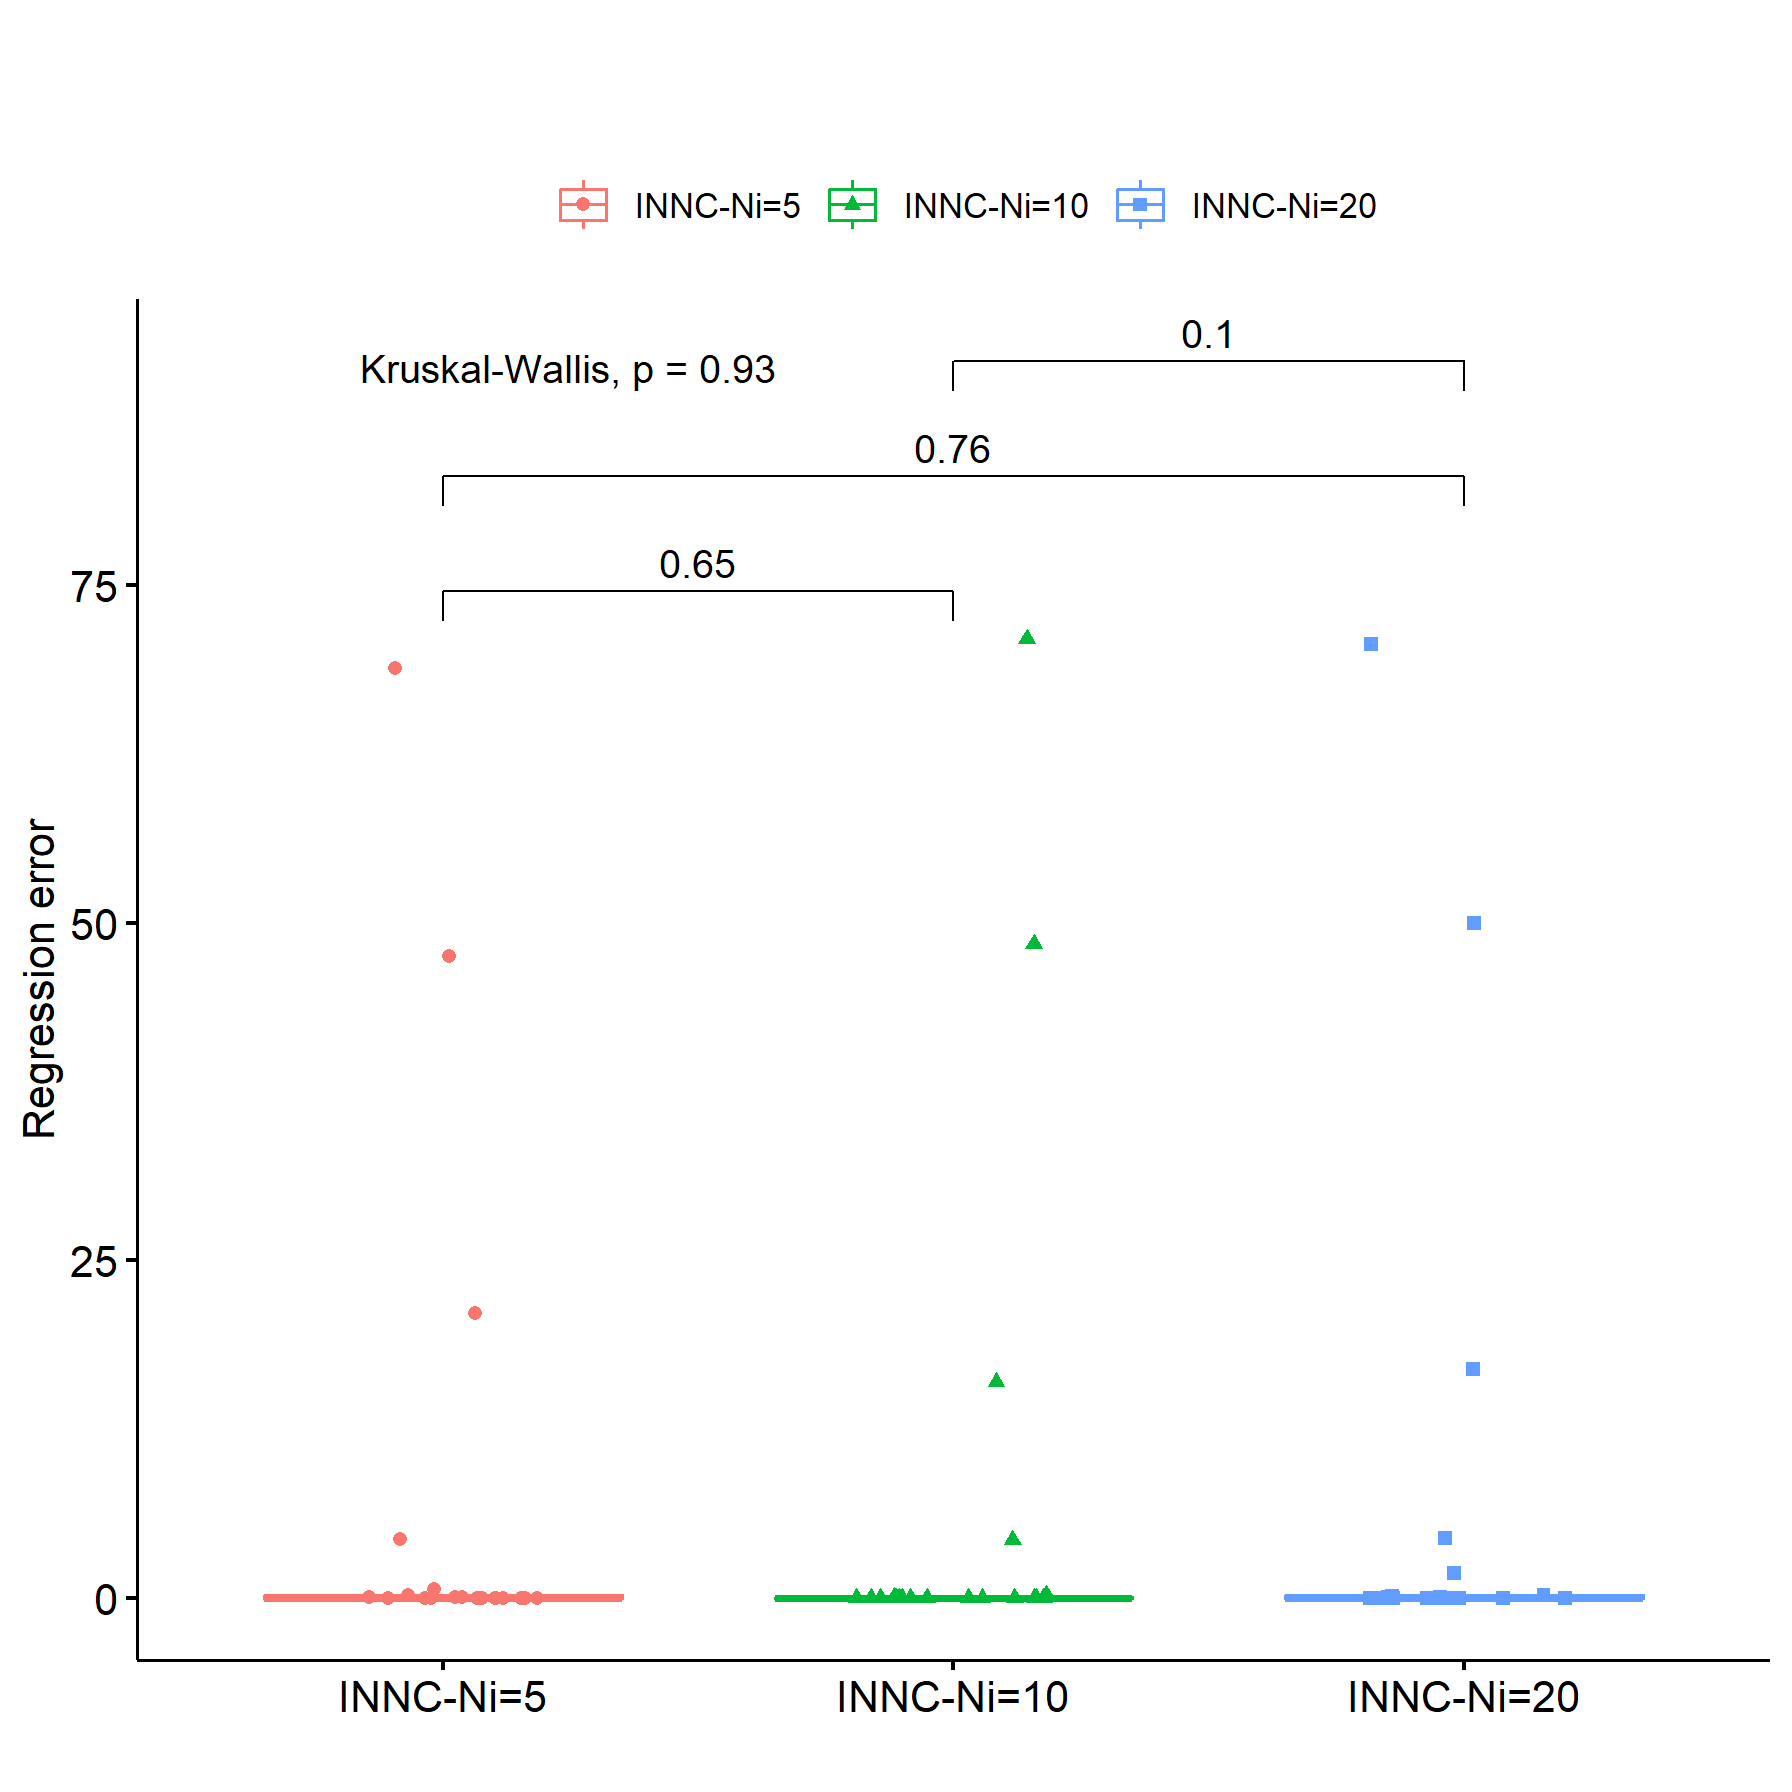 INNC-Ni=5 INNC-Ni=10 INNC-Ni=20
0.1
Kruskal-Wallis, p = 0.93
0.76
0.65
75
50
25
0
Regression error
INNC-Ni=5 INNC-Ni=10 INNC-Ni=20